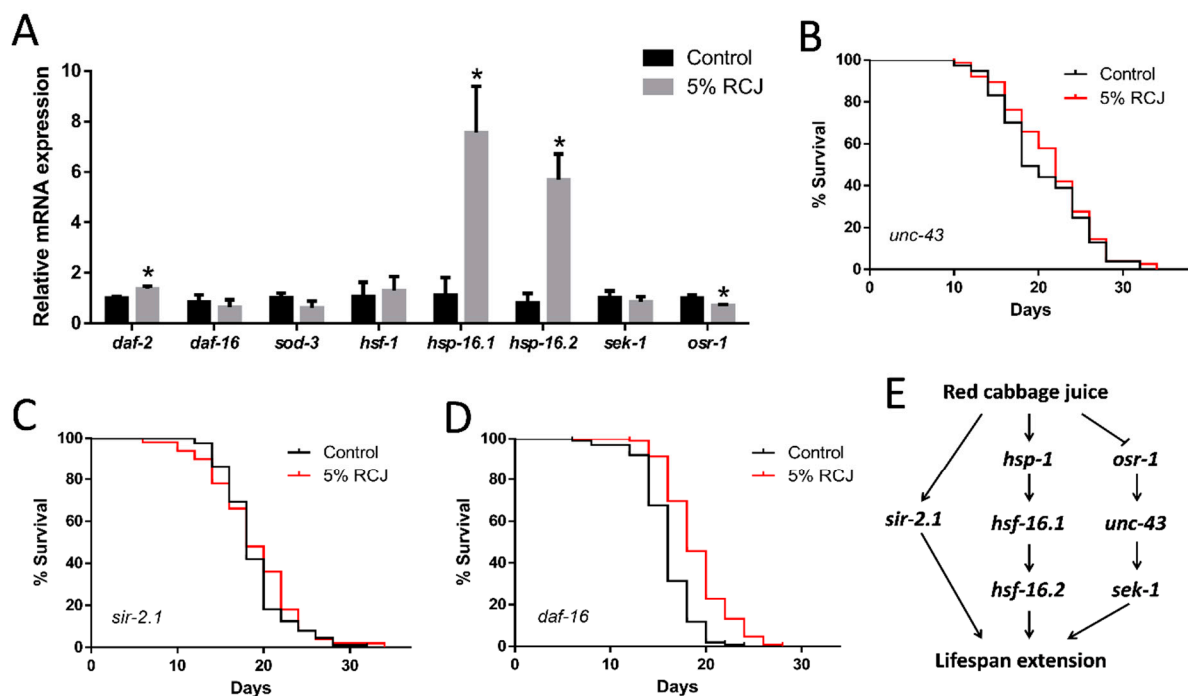 A
Control
5% RCJ
Relative mRNA expression
10
8
6
4
2
0
*
*
*
*
daf-2 daf-16 sod-3 hsf-1 hsp-16.1 hsp-16.2 sek-1 osr-1
B
Control
5% RCJ
% Survival
100
80
60
40
20
0
unc-43
0 10 20 30
Days
C
Control
5% RCJ
% Survival
100
80
60
40
20
0
sir-2.1
0 10 20 30
Days
D
Control
5% RCJ
% Survival
100
80
60
40
20
0
daf-16
0 10 20 30
Days
E
Red cabbage juice
hsp-1 osr-1
sir-2.1 hsf-16.1 unc-43
hsf-16.2 sek-1
Lifespan extension